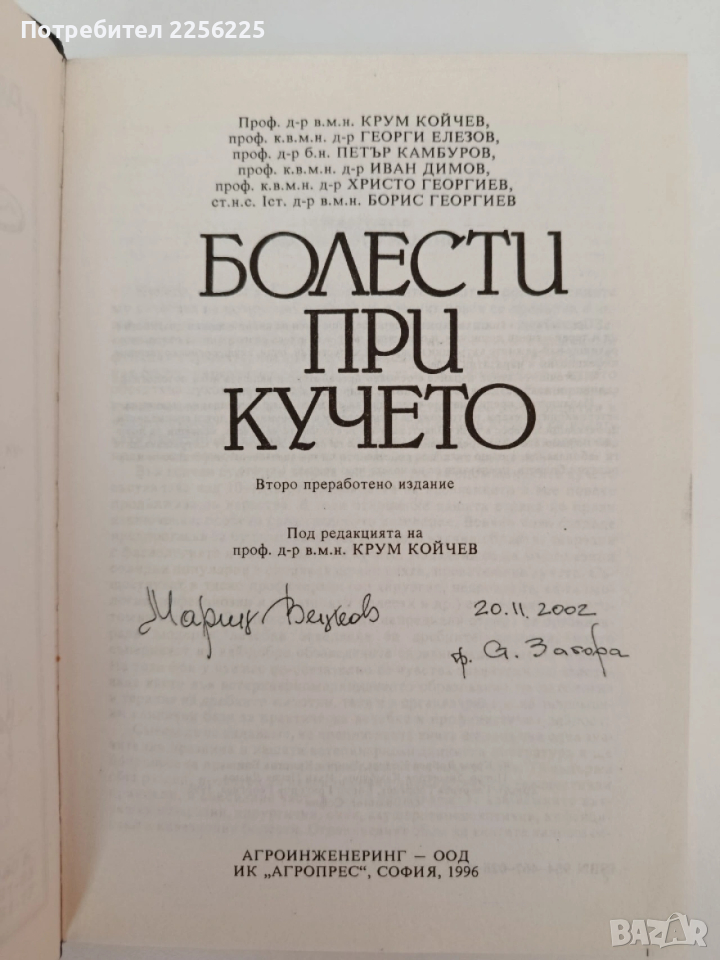 Потребител 2256225
Проф. д-р в.м.н. КРУМ КОЙЧЕВ,
проф. к.в.м.н. д-р ГЕОРГИ ЕЛЕЗОВ,
проф. д-р б.н. ПЕТЪР КАМБУРОВ,
проф. к.в.м.н. д-р ИВАН ДИМОВ,
проф. к.в.м.н. д-р ХРИСТО ГЕОРГИЕВ,
ст.н.с. Iст. д-р в.м.н. БОРИС ГЕОРГИЕВ
БОЛЕСТИ
ПРИ
КУЧЕТО
Второ преработено издание
Под редакцията на
проф. д-р в.м.н. КРУМ КОЙЧЕВ
20.11.2002
гр. Ст. Загора
АГРОИНЖЕНЕРИНГ — ООД
ИК „АГРОПРЕС“, СОФИЯ, 1996
1
BAZAR